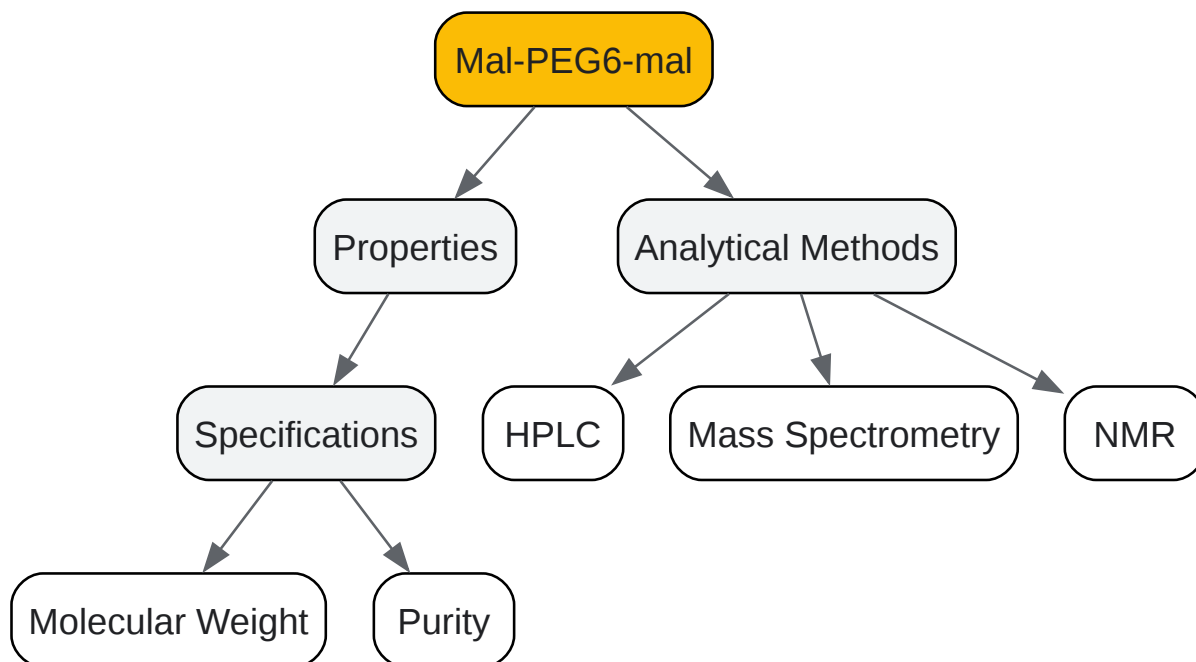 Mal-PEG6-mal
Properties
Analytical Methods
Specifications
HPLC
Mass Spectrometry
NMR
Molecular Weight
Purity